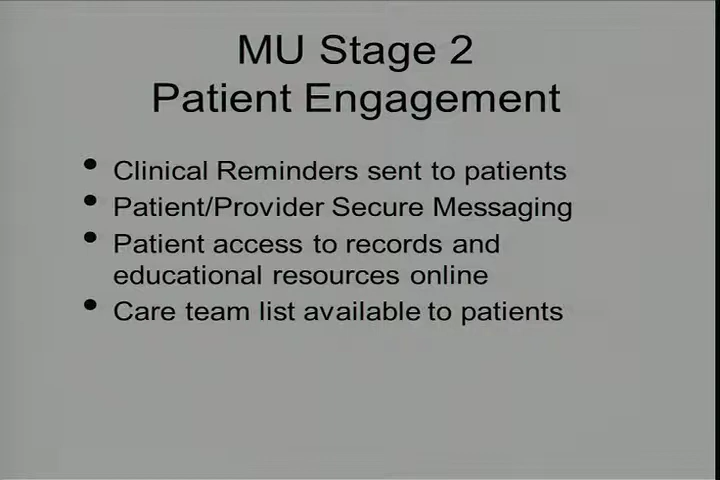 MU Stage 2
Patient Engagement
• Clinical Reminders sent to patients
• Patient/Provider Secure Messaging
• Patient access to records and
educational resources online
• Care team list available to patients